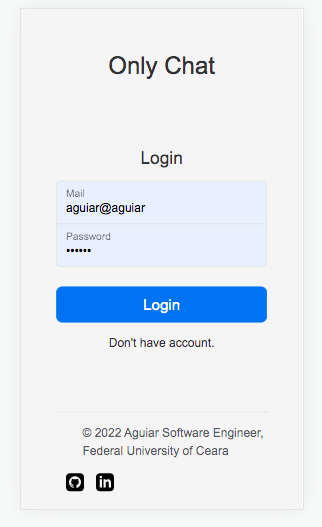 Only Chat
Login
Mail
aguiar@aguiar
Password
••••••
Login
Don't have account.
© 2022 Aguiar Software Engineer,
Federal University of Ceara
in